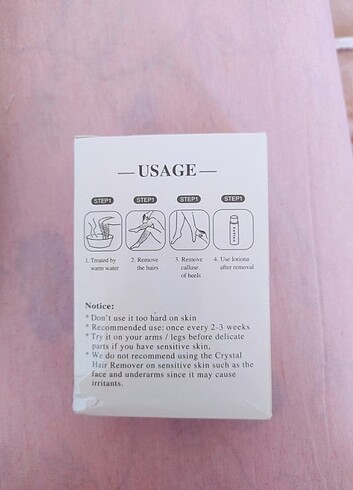 — USAGE —
STEP1 STEP1 STEP1 STEP1
1. Treated by
warm water
2. Remove
the hairs
3. Remove
calluse
of heels
4. Use lotiona
after removal
Notice:
* Don't use it too hard on skin
* Recommended use: once every 2-3 weeks
* Try it on your arms / legs before delicate
parts if you have sensitive skin,
* We do not recommend using the Crystal
Hair Remover on sensitive skin such as the
face and underarms since it may cause
irritants.